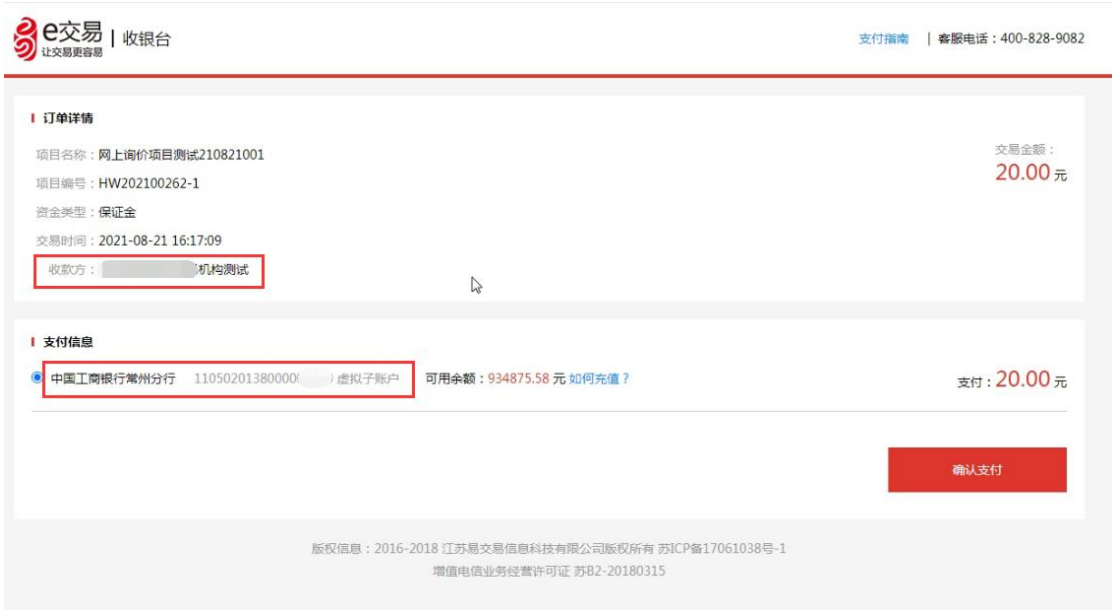 e交易
让交易更容易
收银台
支付指南 | 客服电话：400-828-9082
订单详情
项目名称：网上询价项目测试210821001
项目编号：HW202100262-1
资金类型：保证金
交易时间：2021-08-21 16:17:09
收款方：机构测试
交易金额：
20.00 元
支付信息
中国工商银行常州分行 11050201380000 虚拟子账户 可用余额：934875.58 元 如何充值？ 支付：20.00 元
确认支付
版权信息：2016-2018 江苏易交易信息科技有限公司版权所有 苏ICP备17061038号-1
增值电信业务经营许可证 苏B2-20180315